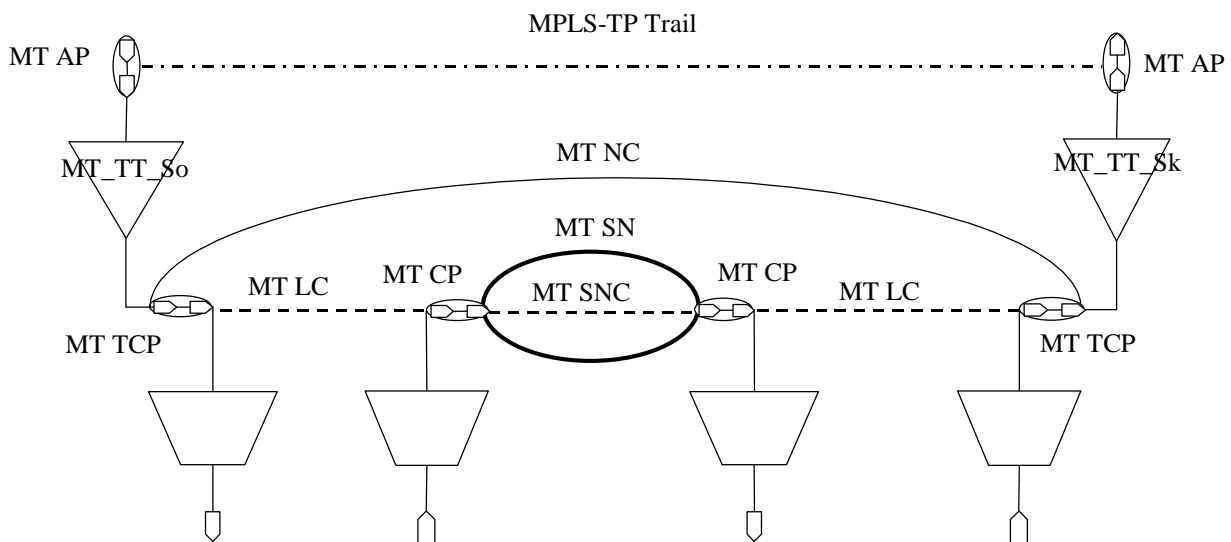 MPLS-TP Trail
MT AP
MT AP
MT_TT_So
MT NC
MT_TT_Sk
MT SN
MT CP
MT CP
MT LC
MT SNC
MT LC
MT TCP
MT TCP